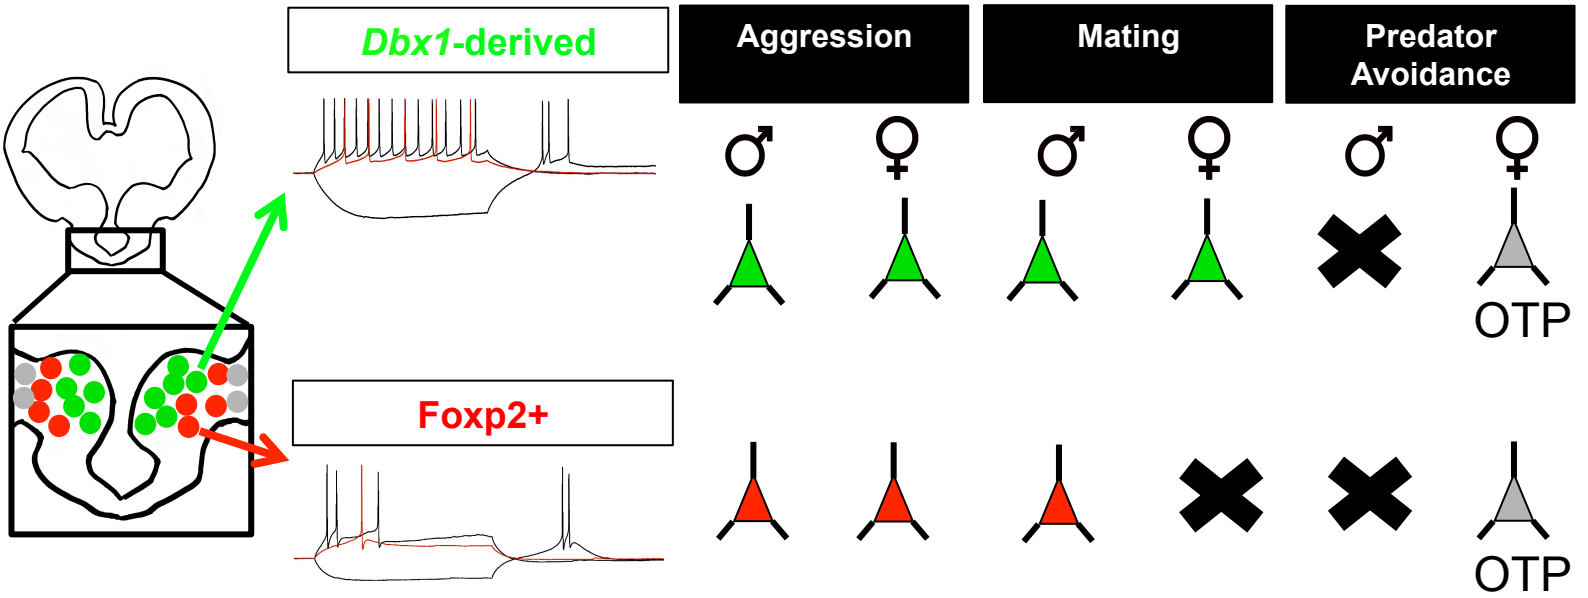 Dbx1-derived
Aggression
Mating
Predator
Avoidance
♂ ♀ ♂ ♀ ♂ ♀
OTP
Foxp2+
OTP